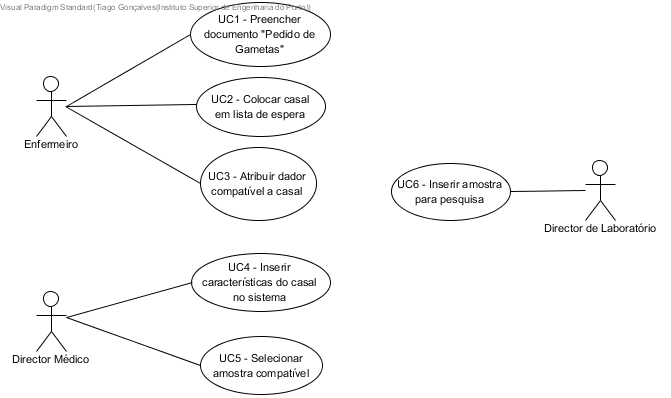 Visual Paradigm Standard(Tiago Gonçalves(Instituto Superior de Engenharia do Porto))
UC1 - Preencher
documento "Pedido de
Gametas"
UC2 - Colocar casal
em lista de espera
Enfermeiro
UC3 - Atribuir dador
compatível a casal
UC6 - Inserir amostra
para pesquisa
Director de Laboratório
UC4 - Inserir
características do casal
no sistema
Director Médico
UC5 - Selecionar
amostra compatível